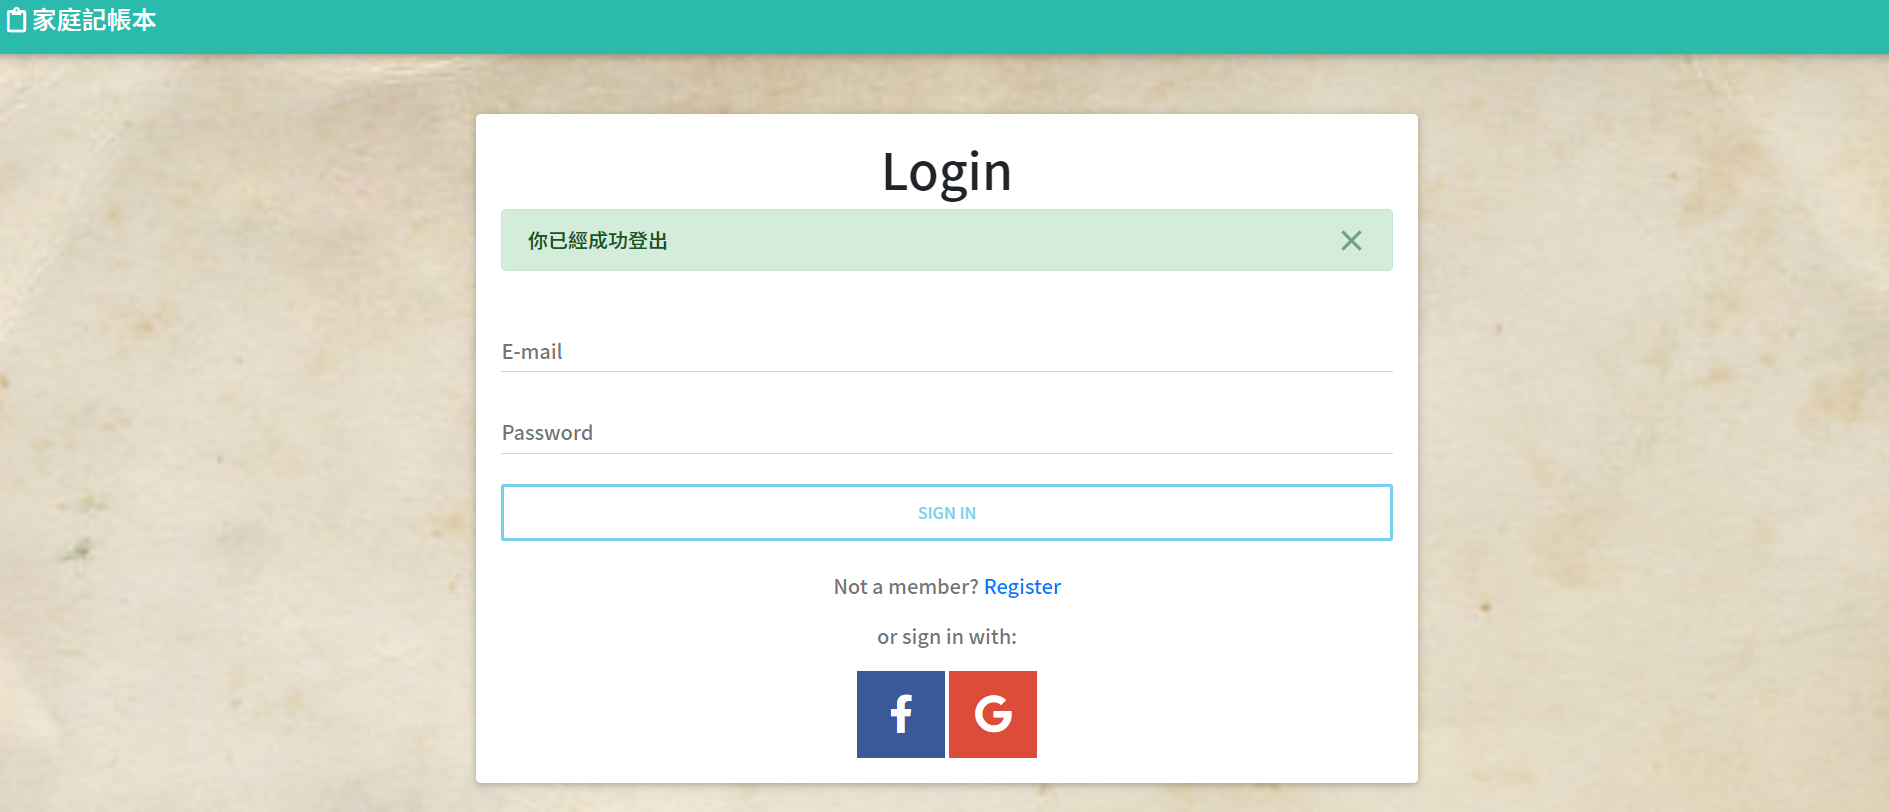 家庭記帳本
Login
你已經成功登出
E-mail
Password
SIGN IN
Not a member? Register
or sign in with: